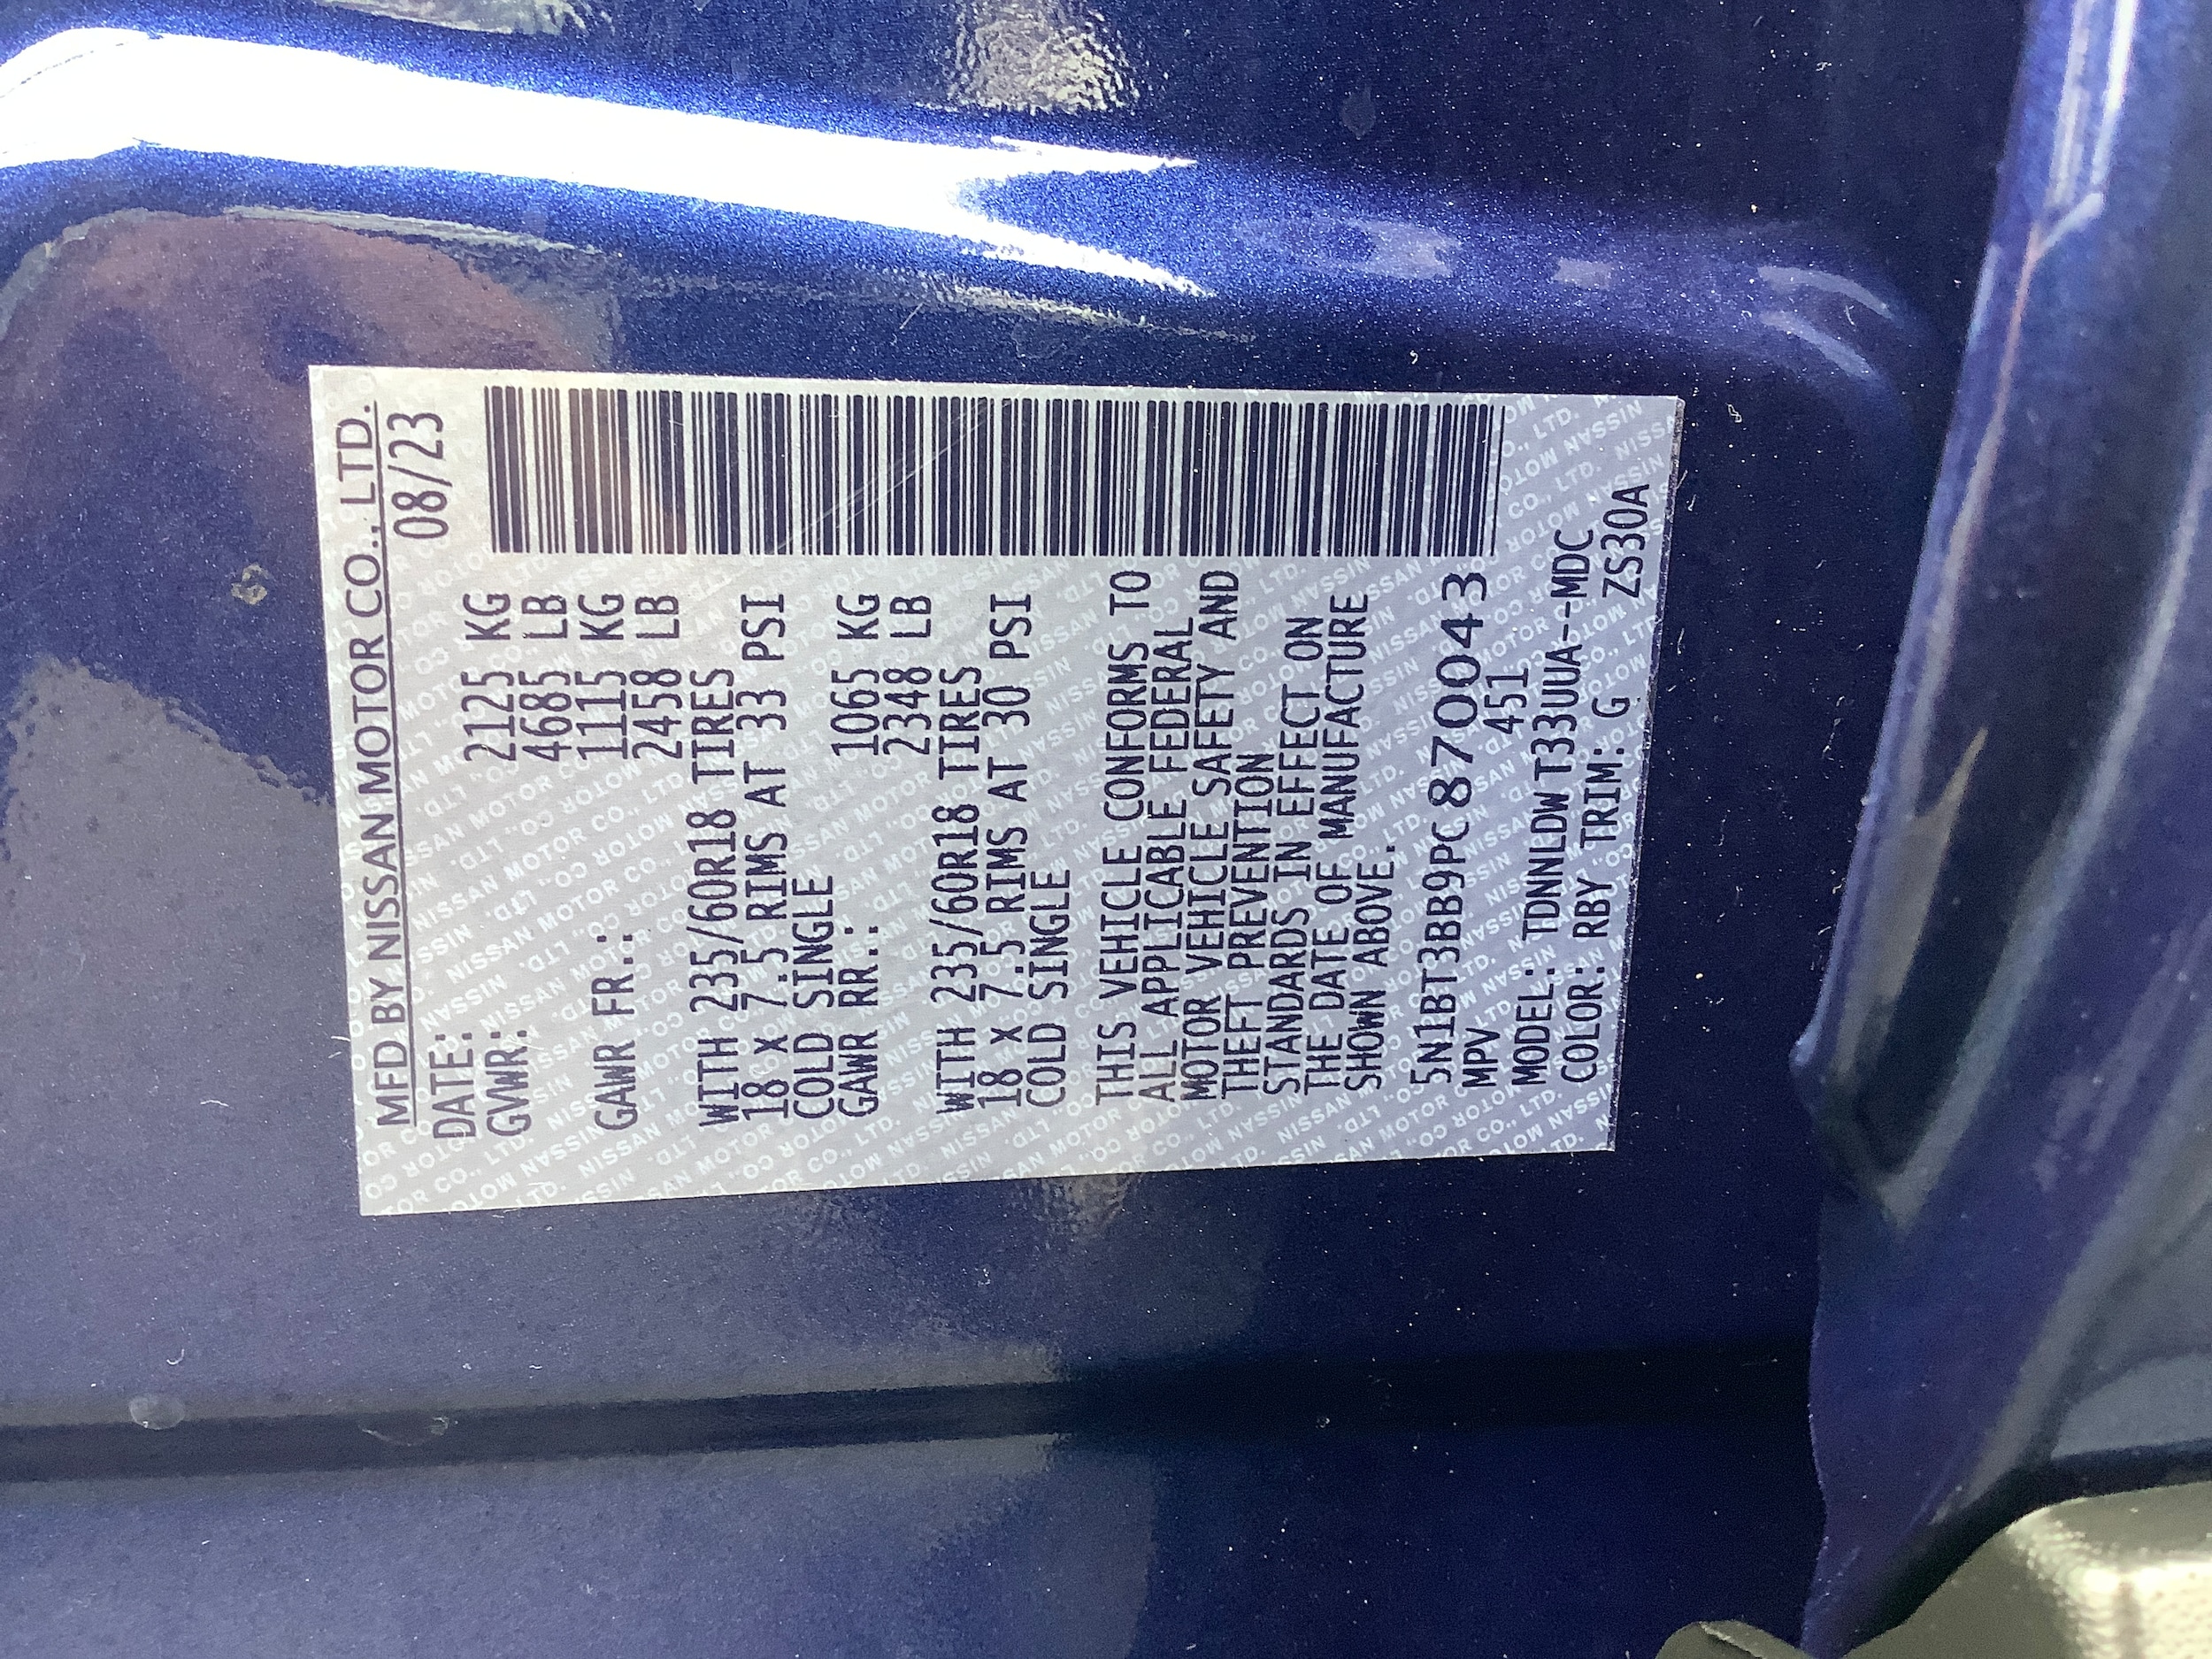 MFD BY NISSAN MOTOR CO., LTD.
DATE: 08/23
GVWR: 2125 KG
4685 LB
GAWR FR.: 1115 KG
2458 LB
WITH 235/60R18 TIRES
18 x 7.5 RIMS AT 33 PSI
COLD SINGLE
GAWR RR.: 1065 KG
2348 LB
WITH 235/60R18 TIRES
18 x 7.5 RIMS AT 30 PSI
COLD SINGLE
THIS VEHICLE CONFORMS TO
ALL APPLICABLE FEDERAL
MOTOR VEHICLE SAFETY AND
THEFT PREVENTION
STANDARDS IN EFFECT ON
THE DATE OF MANUFACTURE
SHOWN ABOVE.
5N1BT3BB9PC870043
MPV 451
MODEL: TDNNLDWT33UUA--MDC
COLOR: RBY TRIM: G ZS30A